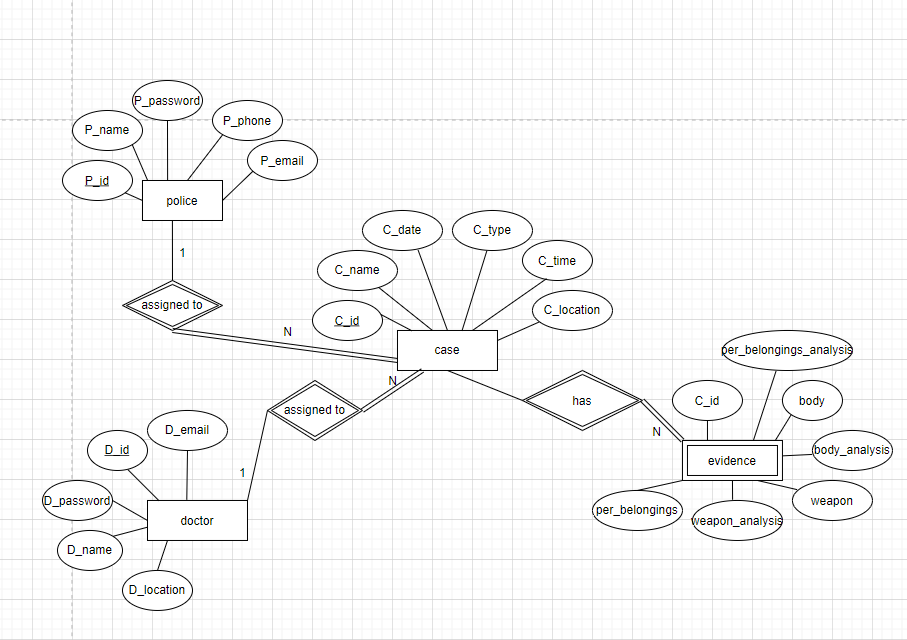 P_password
P_name
P_phone
P_email
P_id
police
1
assigned to
N
C_date
C_type
C_name
C_time
C_id
C_location
case
N
assigned to
1
has
N
per_belongings_analysis
C_id
body
body_analysis
evidence
weapon
per_belongings
weapon_analysis
D_email
D_id
D_password
doctor
D_name
D_location